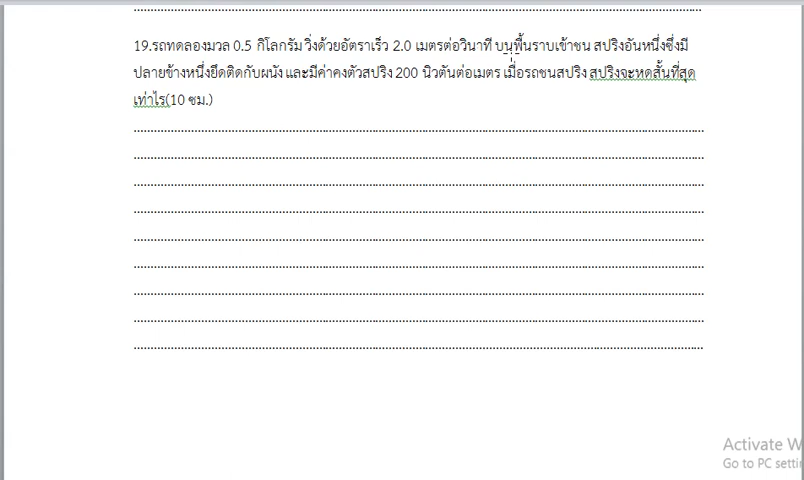 19.รถทดลองมวล 0.5 กิโลกรัม วิ่งด้วยอัตราเร็ว 2.0 เมตรต่อวินาที บนพื้นราบเข้าชน สปริงอันหนึ่งซึ่งมี
ปลายข้างหนึ่งยึดติดกับผนัง และมีค่าคงตัวสปริง 200 นิวตันต่อเมตร เมื่อรถชนสปริง สปริงจะหดสั้นที่สุด
เท่าไร(10 ซม.)
Activate W
Go to PC setti